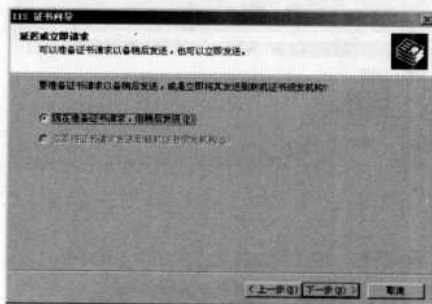 IIS 证书向导
延迟或立即请求
可以准备证书请求以备稍后发送，也可以立即发送。
要准备证书请求以备稍后发送，或是立即将其发送到联机证书颁发机构?
现在准备证书请求，但稍后发送(P)
立即将证书请求发送到联机证书颁发机构(S)
< 上一步(B)
下一步(N) >
取消